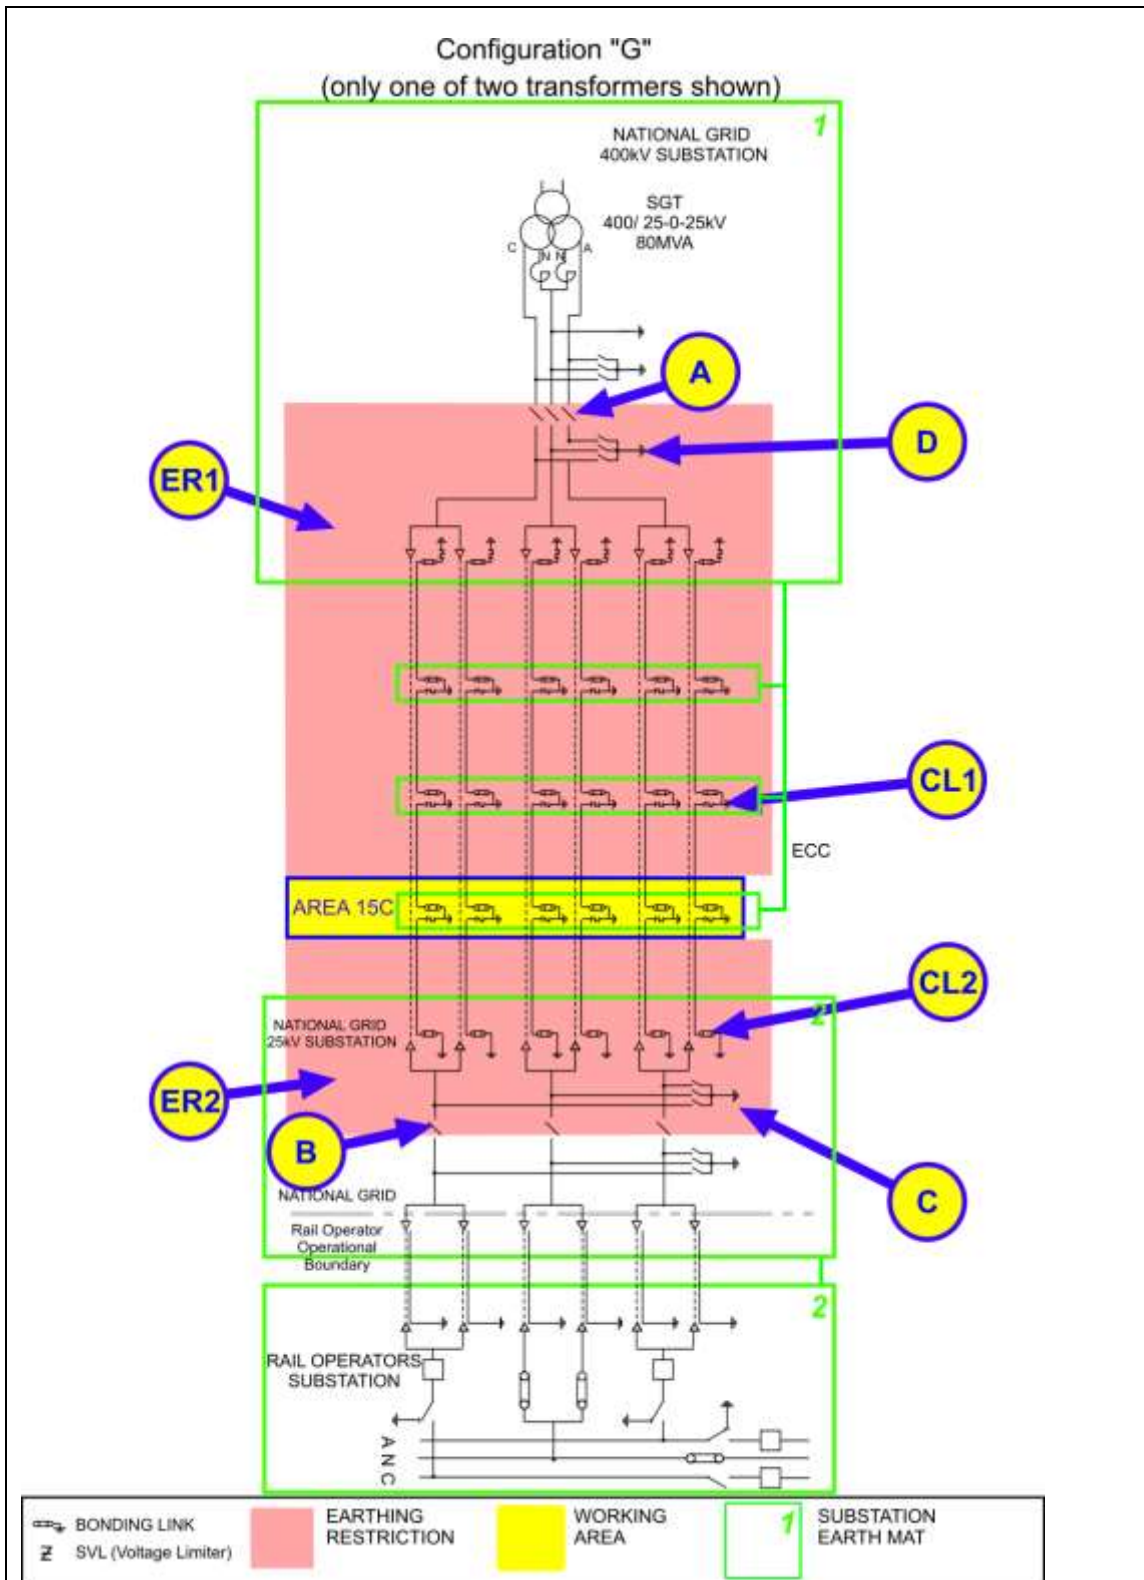 Configuration "G"
(only one of two transformers shown)
1
NATIONAL GRID
400kV SUBSTATION
SGT
400/ 25-0-25kV
80MVA
C
N N
A
A
D
ER1
CL1
ECC
AREA 15C
CL2
2
NATIONAL GRID
25kV SUBSTATION
ER2
B
C
NATIONAL GRID
Rail Operator
Operational
Boundary
2
RAIL OPERATORS
SUBSTATION
A
N
C
BONDING LINK
SVL (Voltage Limiter)
EARTHING
RESTRICTION
WORKING
AREA
1
SUBSTATION
EARTH MAT